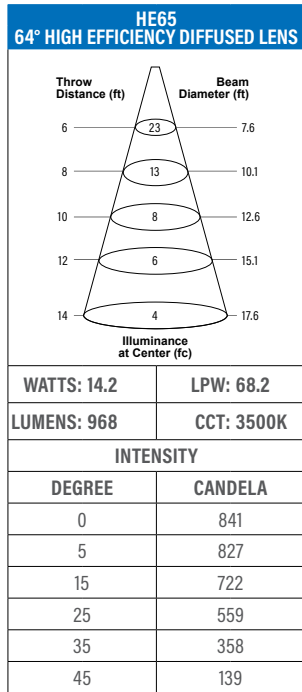 HE65
64° HIGH EFFICIENCY DIFFUSED LENS
Throw Beam
Distance (ft) Diameter (ft)
6 23 7.6
8 13 10.1
10 8 12.6
12 6 15.1
14 4 17.6
Illuminance
at Center (fc)
WATTS: 14.2 LPW: 68.2
LUMENS: 968 CCT: 3500K
INTENSITY
DEGREE CANDELA
0 841
5 827
15 722
25 559
35 358
45 139